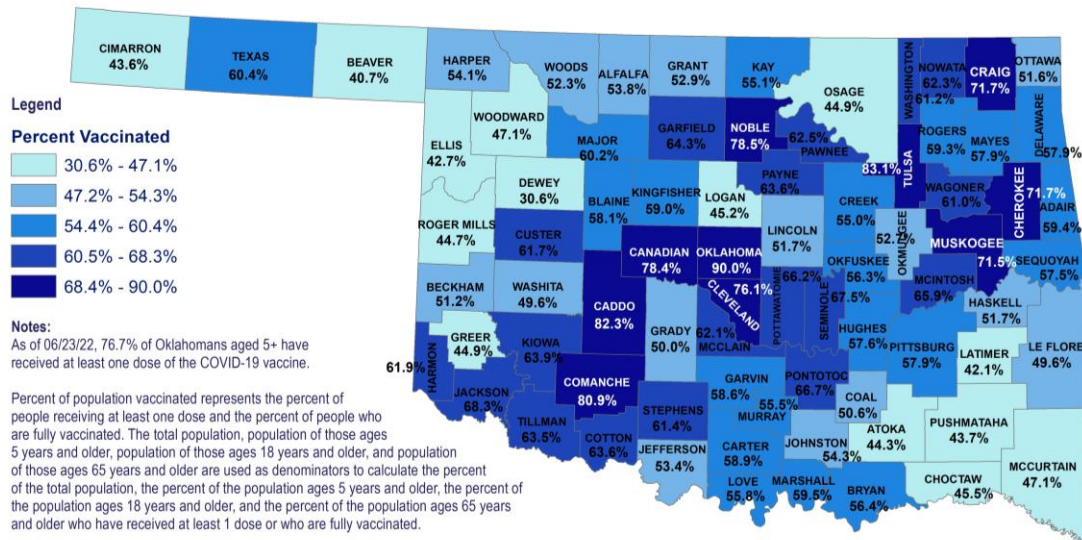 CIMARRON
43.6%
TEXAS
60.4%
BEAVER
40.7%
HARPER
54.1%
WOODS
52.3%
ALFALFA
53.8%
GRANT
52.9%
KAY
55.1%
OSAGE
44.9%
WASHINGTON
61.2%
NOWATA
62.3%
CRAIG
71.7%
OTTAWA
51.6%
Legend
Percent Vaccinated
30.6% - 47.1%
47.2% - 54.3%
54.4% - 60.4%
60.5% - 68.3%
68.4% - 90.0%
ELLIS
42.7%
WOODWARD
47.1%
MAJOR
60.2%
GARFIELD
64.3%
NOBLE
78.5%
62.5%
PAWNEE
ROGERS
59.3%
MAYES
57.9%
DELAWARE
57.9%
DEWEY
30.6%
BLAINE
58.1%
KINGFISHER
59.0%
LOGAN
45.2%
PAYNE
63.6%
83.1%
TULSA
CREEK
55.0%
WAGONER
61.0%
CHEROKEE
71.7%
ADAIR
59.4%
ROGER MILLS
44.7%
CUSTER
61.7%
CANADIAN
78.4%
OKLAHOMA
90.0%
LINCOLN
51.7%
52.7%
OKMULGEE
MUSKOGEE
71.5%
SEQUOYAH
57.5%
OKFUSKEE
56.3%
MCINTOSH
65.9%
BECKHAM
51.2%
WASHITA
49.6%
CADDO
82.3%
GRADY
50.0%
76.1%
CLEVELAND
62.1%
MCCLAIN
66.2%
POTTAWATOMIE
SEMINOLE
67.5%
HUGHES
57.6%
PITTSBURG
57.9%
HASKELL
51.7%
LATIMER
42.1%
LE FLORE
49.6%
Notes:
As of 06/23/22, 76.7% of Oklahomans aged 5+ have
received at least one dose of the COVID-19 vaccine.
Percent of population vaccinated represents the percent of
people receiving at least one dose and the percent of people who
are fully vaccinated. The total population, population of those ages
5 years and older, population of those ages 18 years and older, and population
of those ages 65 years and older are used as denominators to calculate the percent
of the total population, the percent of the population ages 5 years and older, the percent of
the population ages 18 years and older, and the percent of the population ages 65 years
and older who have received at least 1 dose or who are fully vaccinated.
GREER
44.9%
61.9%
HARMON
KIOWA
63.9%
JACKSON
68.3%
COMANCHE
80.9%
TILLMAN
63.5%
COTTON
63.6%
STEPHENS
61.4%
JEFFERSON
53.4%
GARVIN
58.6%
55.5%
MURRAY
PONTOTOC
66.7%
COAL
50.6%
CARTER
58.9%
JOHNSTON
54.3%
ATOKA
44.3%
PUSHMATAHA
43.7%
LOVE
55.8%
MARSHALL
59.5%
BRYAN
56.4%
CHOCTAW
45.5%
MCCURTAIN
47.1%